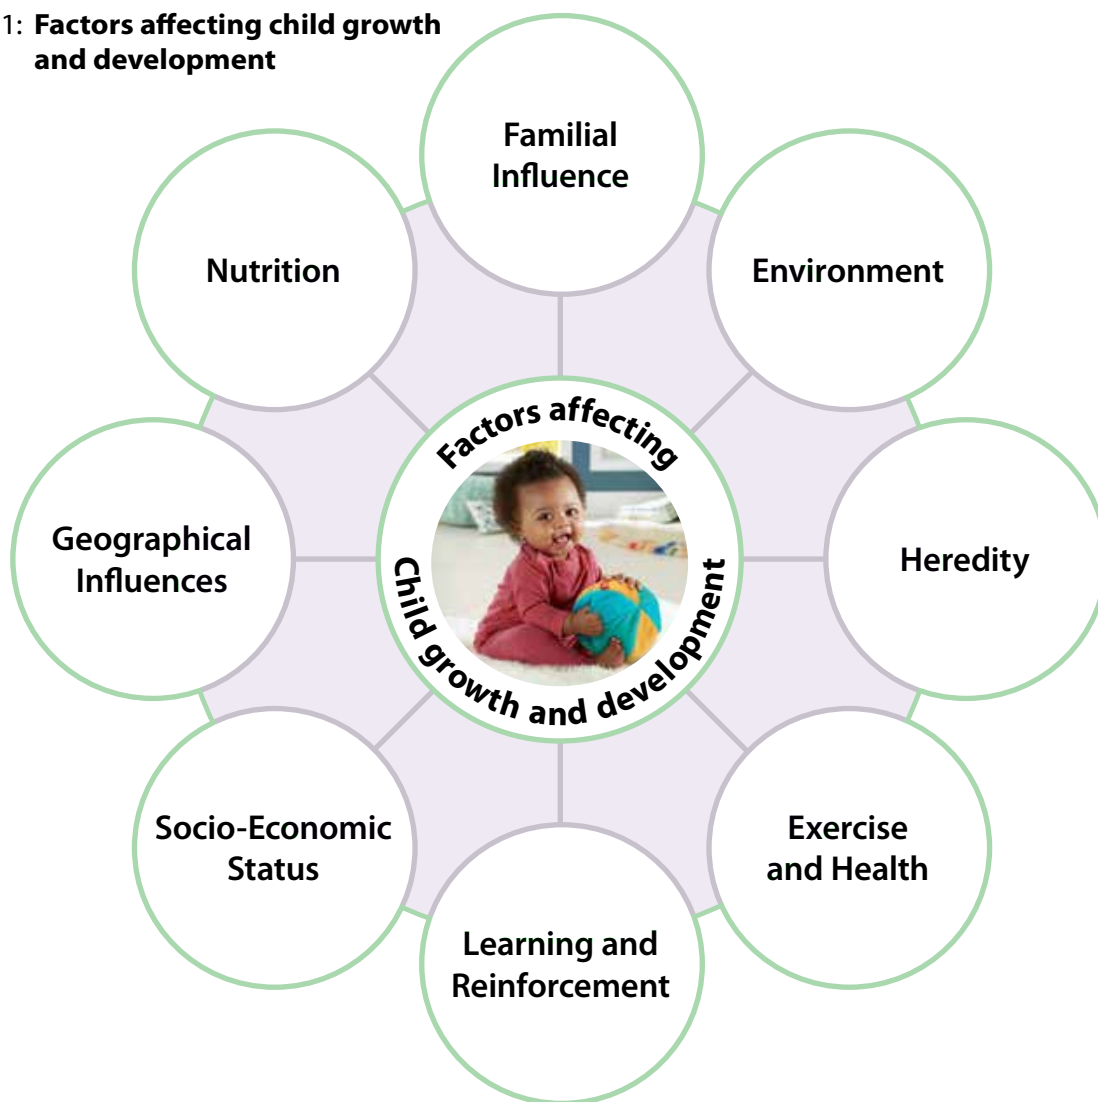 1: Factors affecting child growth
and development
Familial
Influence
Nutrition
Environment
Factors affecting
Child growth and development
Geographical
Influences
Heredity
Socio-Economic
Status
Exercise
and Health
Learning and
Reinforcement